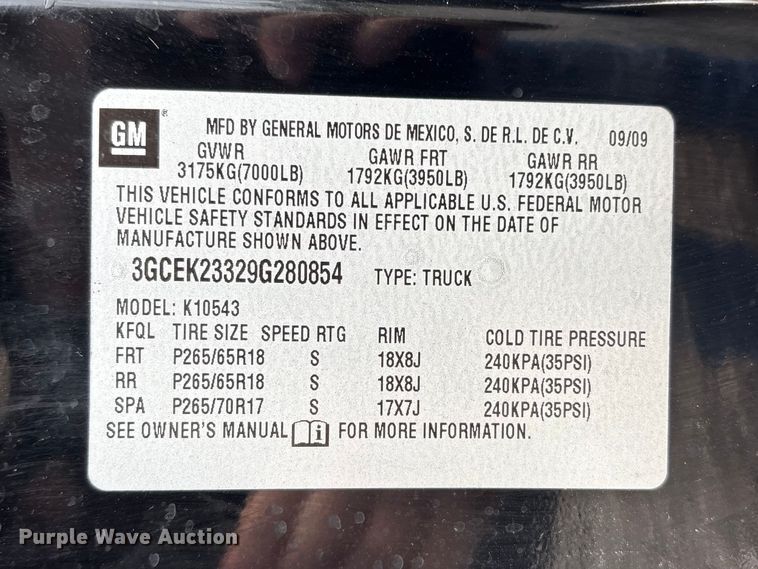 GM ®
MFD BY GENERAL MOTORS DE MEXICO, S. DE R.L. DE C.V. 09/09
GVWR GAWR FRT GAWR RR
3175KG(7000LB) 1792KG(3950LB) 1792KG(3950LB)
THIS VEHICLE CONFORMS TO ALL APPLICABLE U.S. FEDERAL MOTOR
VEHICLE SAFETY STANDARDS IN EFFECT ON THE DATE OF
MANUFACTURE SHOWN ABOVE.
3GCEK23329G280854 TYPE: TRUCK
MODEL: K10543
KFQL TIRE SIZE SPEED RTG RIM COLD TIRE PRESSURE
FRT P265/65R18 S 18X8J 240KPA(35PSI)
RR P265/65R18 S 18X8J 240KPA(35PSI)
SPA P265/70R17 S 17X7J 240KPA(35PSI)
SEE OWNER'S MANUAL i FOR MORE INFORMATION.
Purple Wave Auction